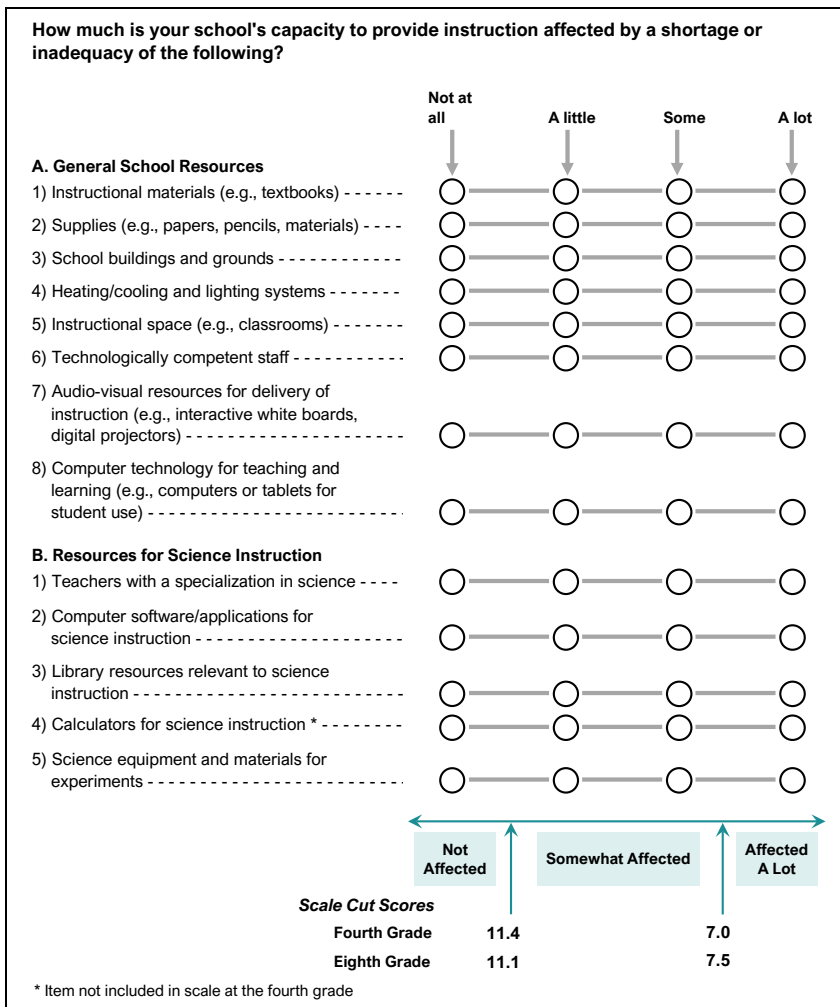 How much is your school's capacity to provide instruction affected by a shortage or
inadequacy of the following?
Not at
all
A little
Some
A lot
A. General School Resources
1) Instructional materials (e.g., textbooks) - - - - - -
2) Supplies (e.g., papers, pencils, materials) - - - -
3) School buildings and grounds - - - - - - - - - - - -
4) Heating/cooling and lighting systems - - - - - - -
5) Instructional space (e.g., classrooms) - - - - - - -
6) Technologically competent staff - - - - - - - - - - -
7) Audio-visual resources for delivery of
instruction (e.g., interactive white boards,
digital projectors) - - - - - - - - - - - - - - - - - - - - -
8) Computer technology for teaching and
learning (e.g., computers or tablets for
student use) - - - - - - - - - - - - - - - - - - - - - - - - -
B. Resources for Science Instruction
1) Teachers with a specialization in science - - - -
2) Computer software/applications for
science instruction - - - - - - - - - - - - - - - - - - - -
3) Library resources relevant to science
instruction - - - - - - - - - - - - - - - - - - - - - - - - - -
4) Calculators for science instruction * - - - - - - - -
5) Science equipment and materials for
experiments - - - - - - - - - - - - - - - - - - - - - - - - -
Not
Affected
Somewhat Affected
Affected
A Lot
Scale Cut Scores
Fourth Grade 11.4 7.0
Eighth Grade 11.1 7.5
* Item not included in scale at the fourth grade